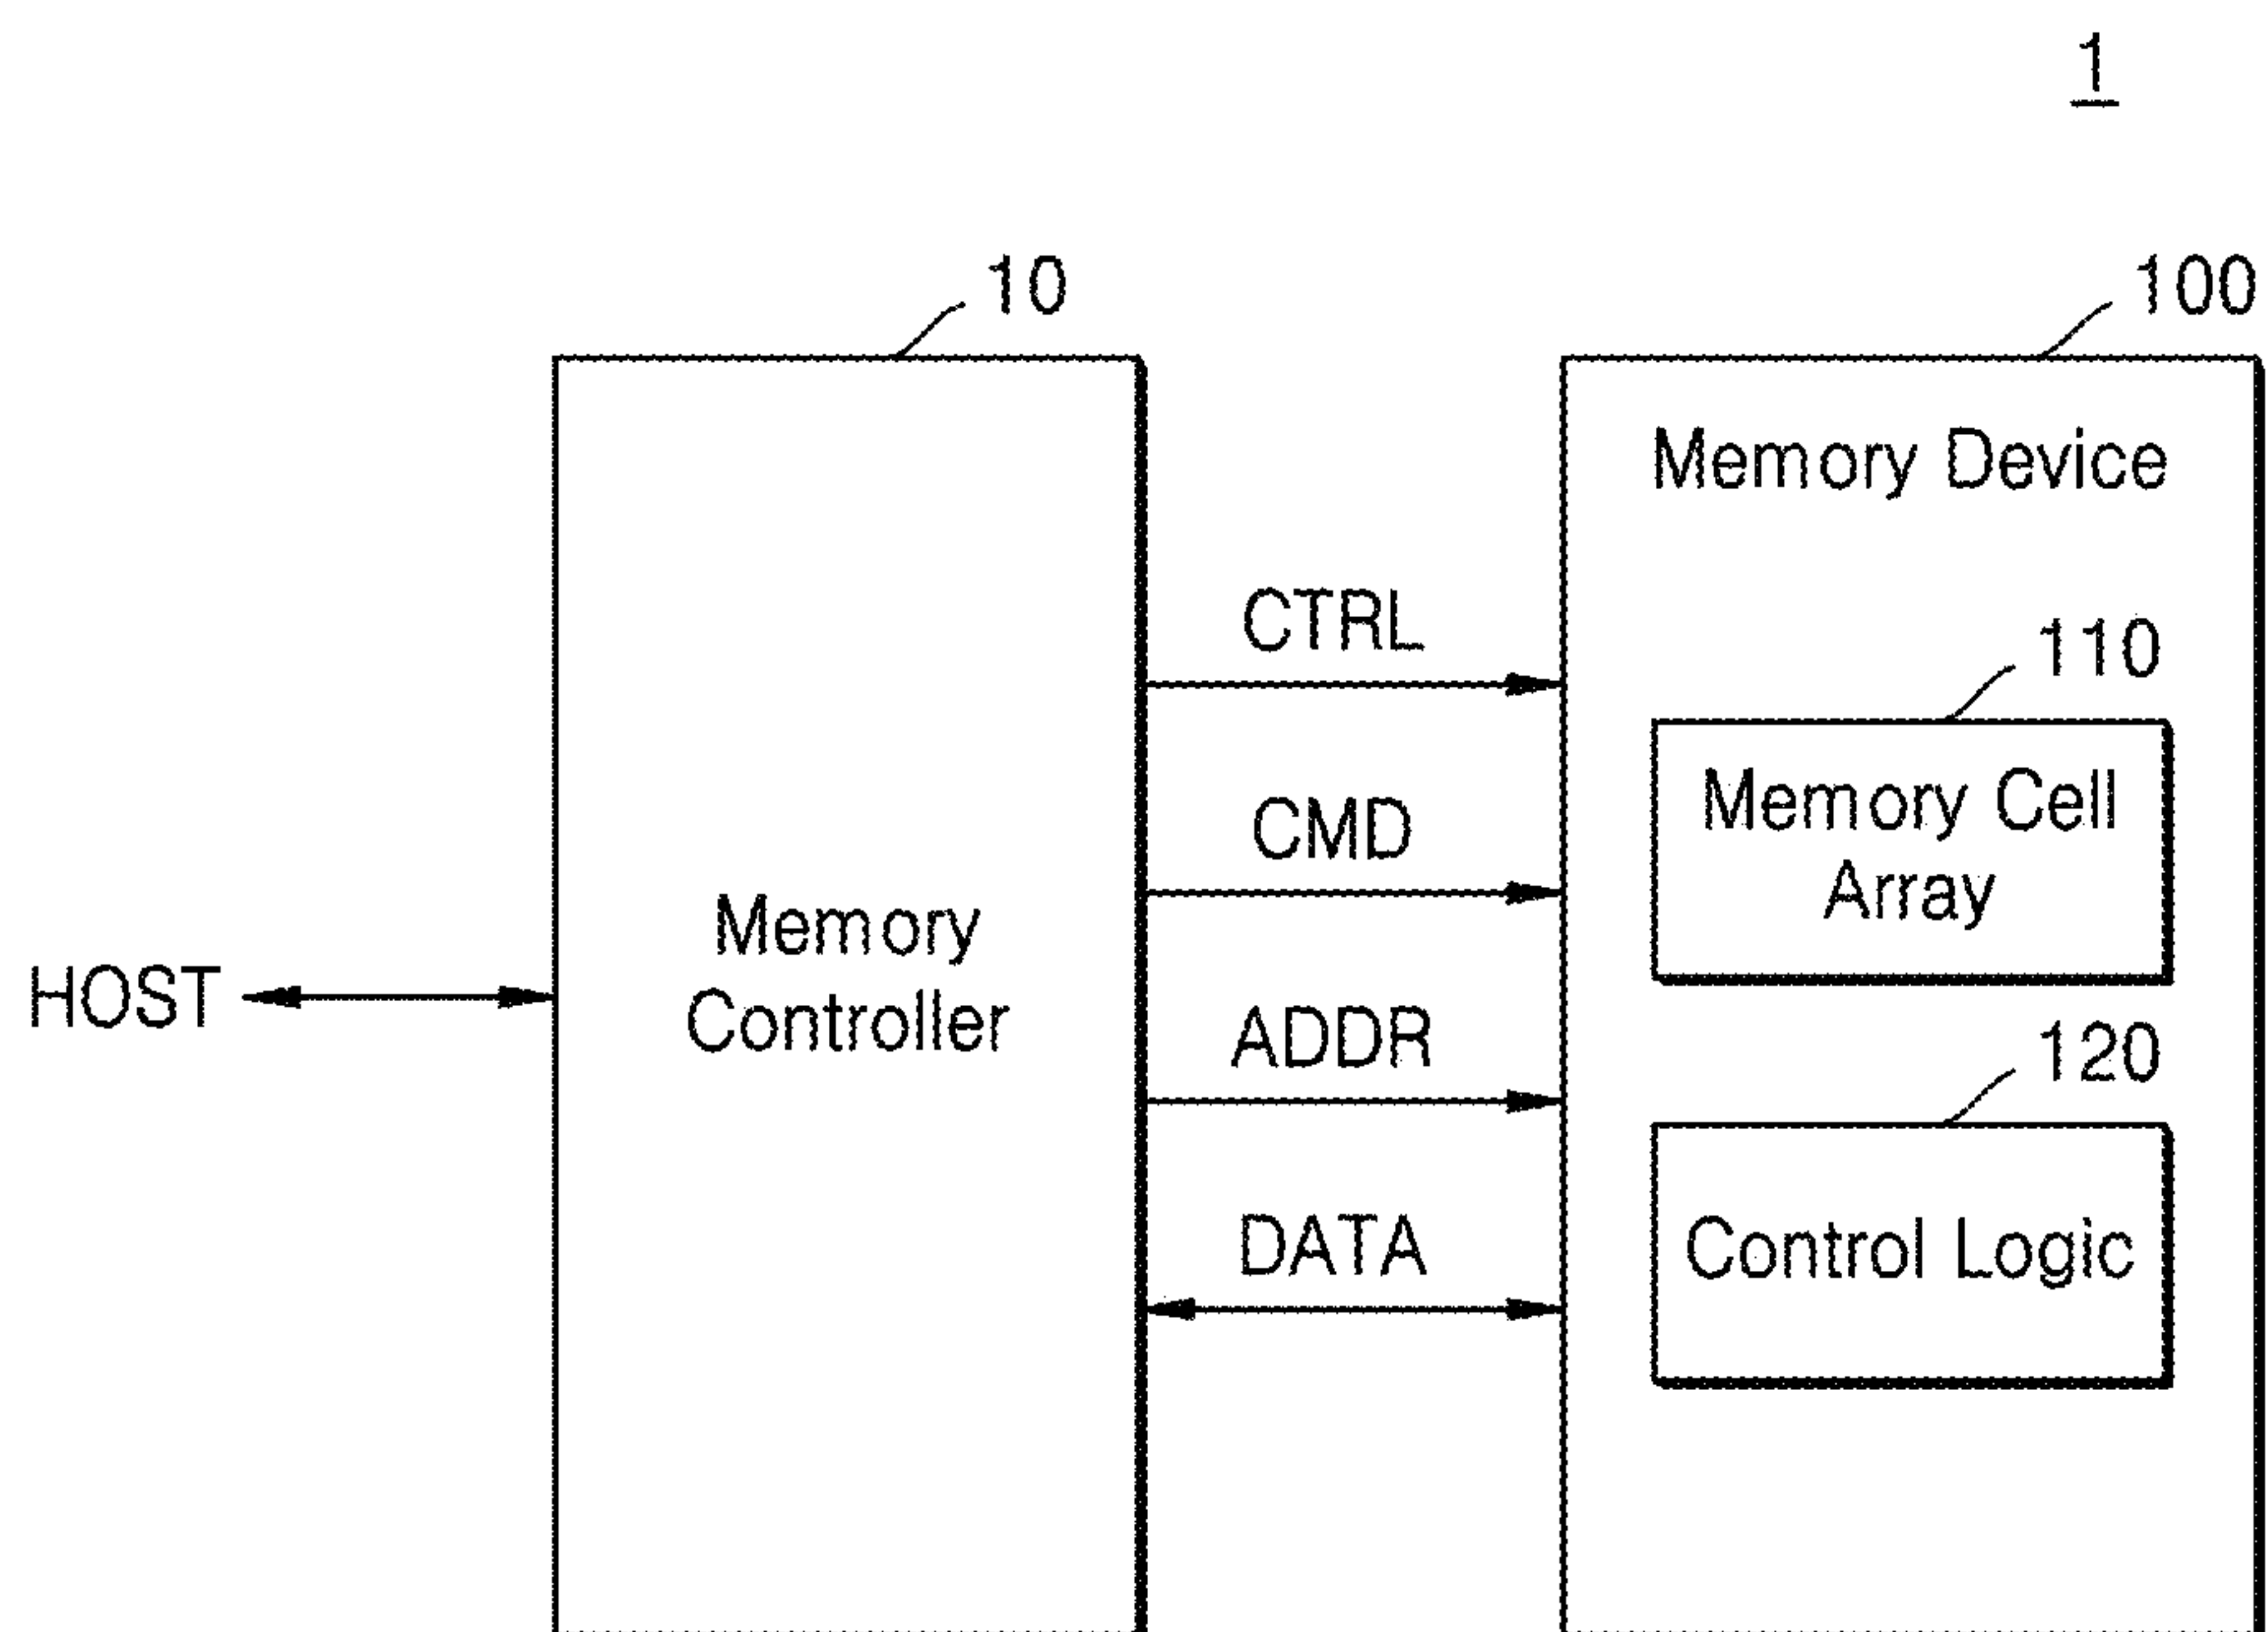 1
10
100
Memory Device
CTRL
110
Memory Cell
Array
CMD
Memory
Controller
HOST
ADDR
120
Control Logic
DATA